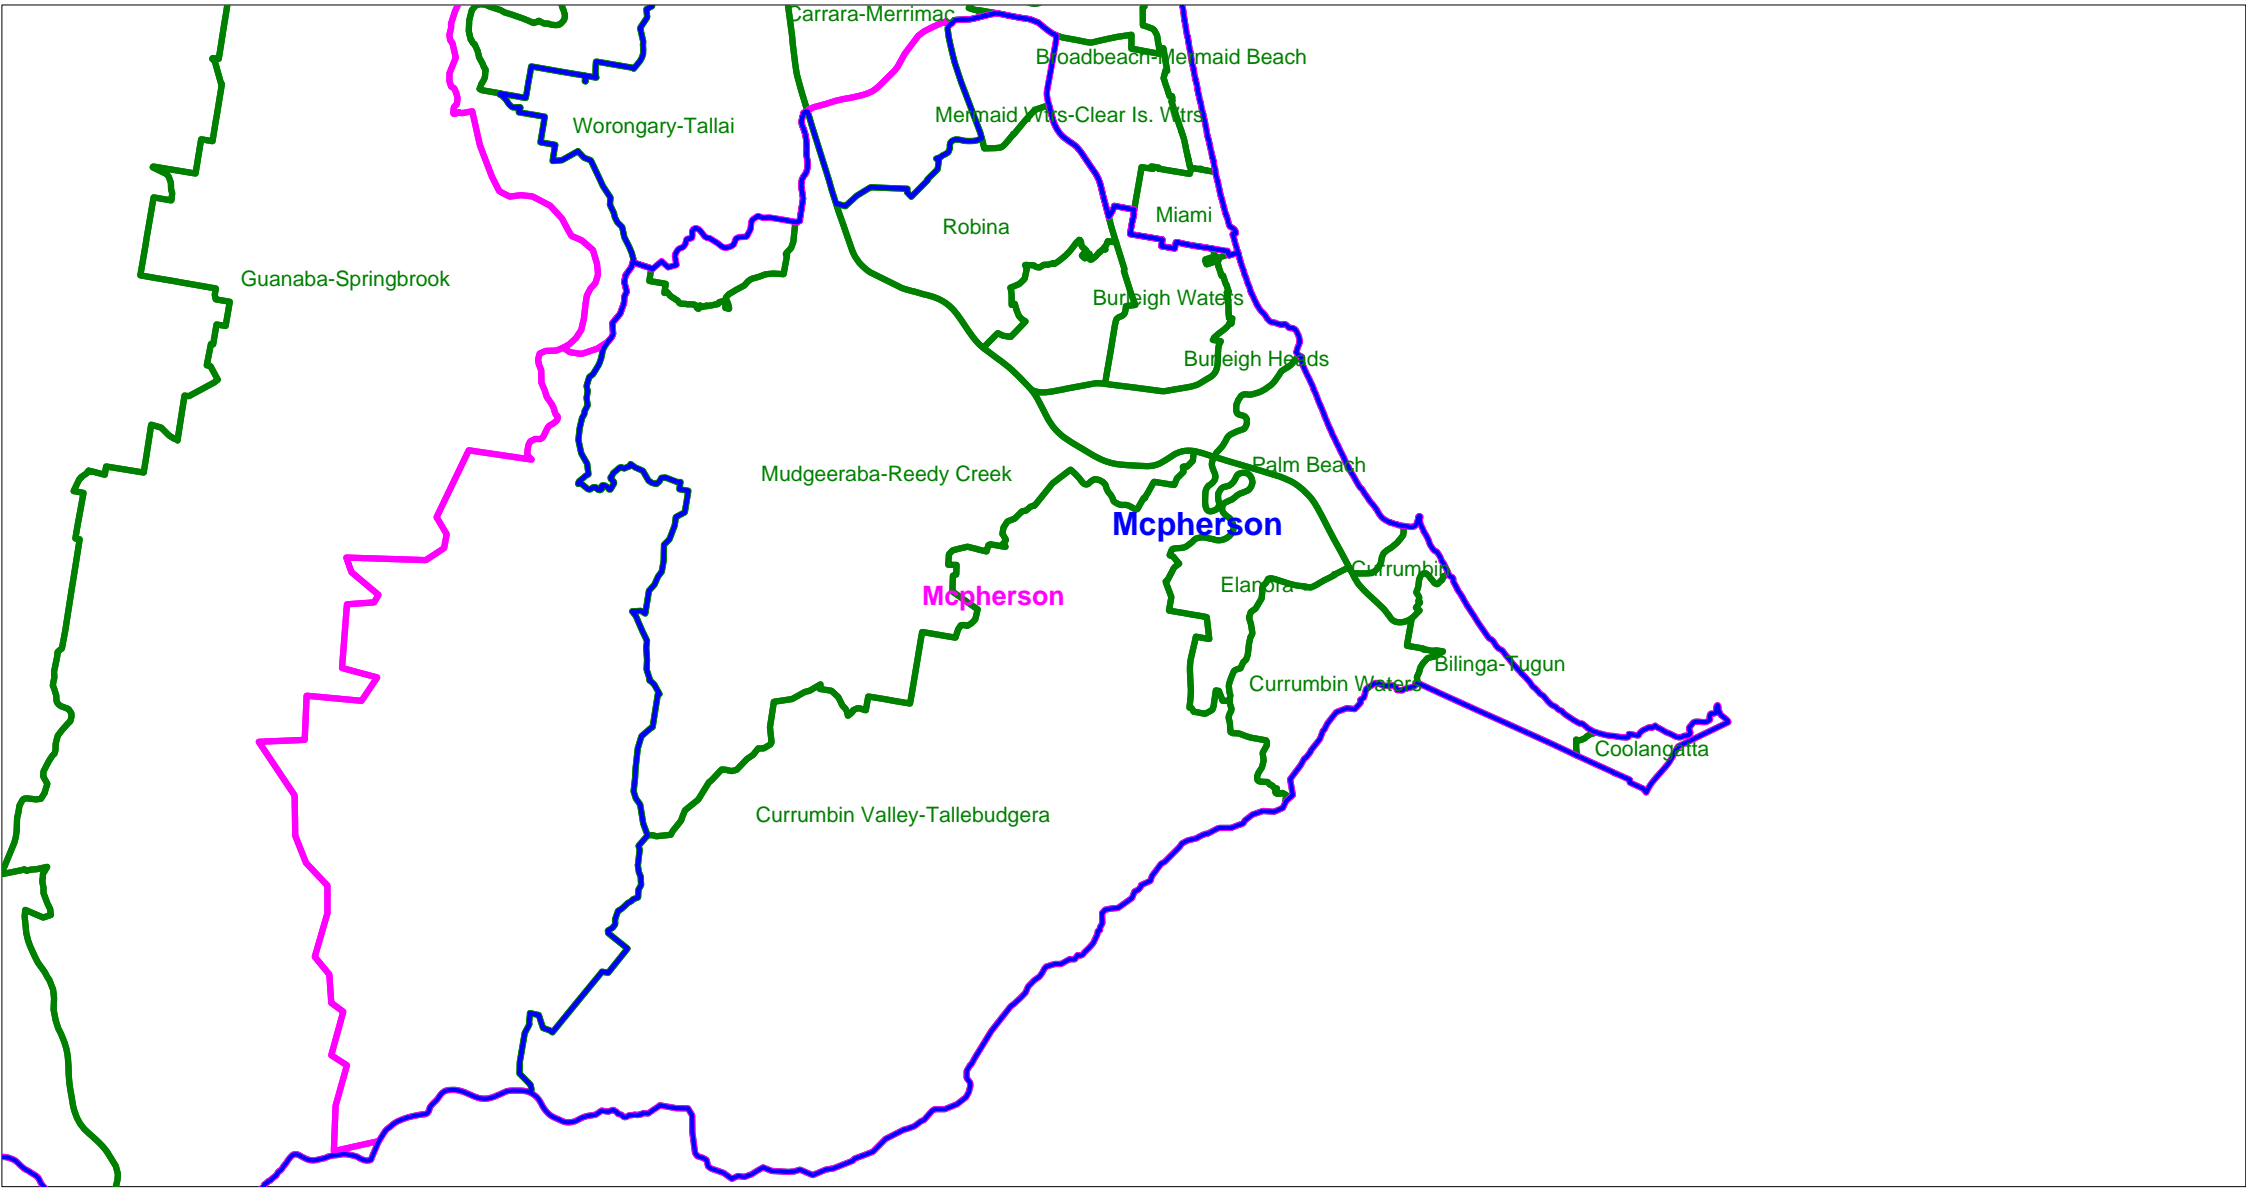 Carrara-Merrimac
Broadbeach-Mermaid Beach
Mermaid Wtrs-Clear Is. Wtrs
Worongary-Tallai
Miami
Robina
Guanaba-Springbrook
Burleigh Waters
Burleigh Heads
Palm Beach
Mudgeeraba-Reedy Creek
Mcpherson
Currumbin
Elanora
Mcpherson
Bilinga-Tugun
Currumbin Waters
Coolangatta
Currumbin Valley-Tallebudgera